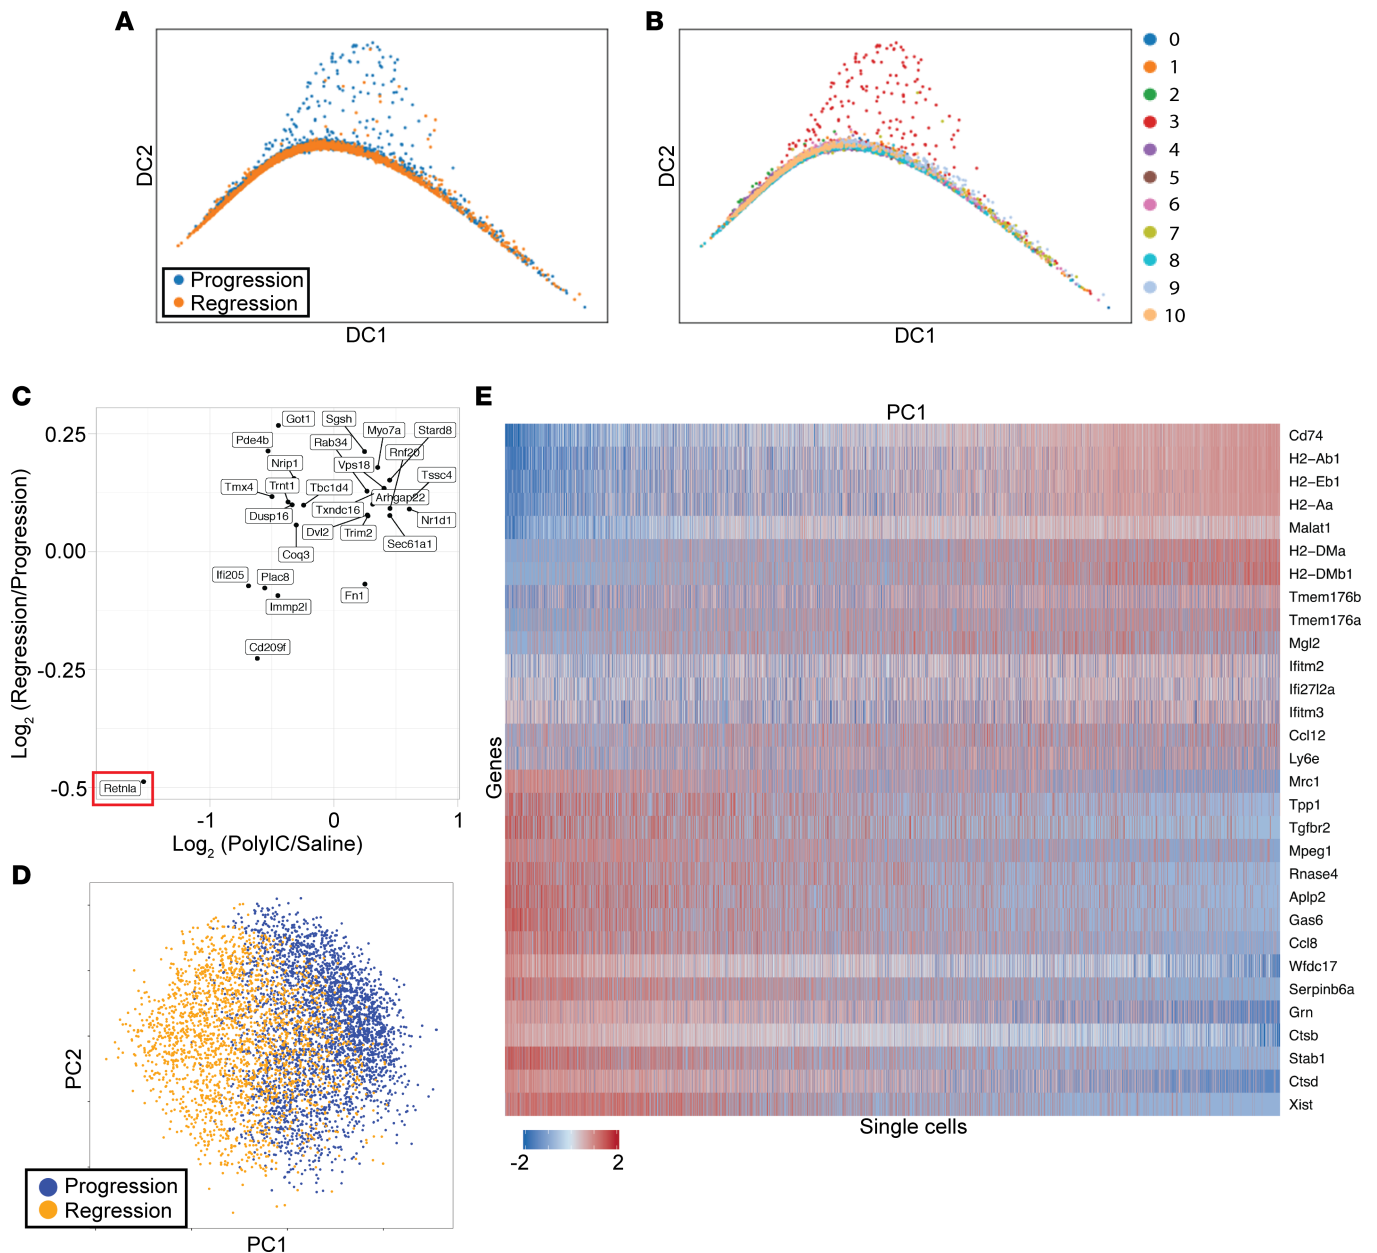 A
DC2
Progression
Regression
DC1
B
DC2
DC1
0
1
2
3
4
5
6
7
8
9
10
C
Log2 (Regression/Progression)
0.25
0.00
-0.25
-0.5
Got1
Sgsh
Myo7a
Stard8
Pde4b
Rab34
Rnf20
Nrip1
Vps18
Tssc4
Tmx4
Trnt1
Tbc1d4
Arhgap22
Dusp16
Txndc16
Nr1d1
Dvl2
Trim2
Sec61a1
Coq3
Ifi205
Plac8
Immp2l
Fn1
Cd209f
Retnla
-1
0
1
Log2 (PolyIC/Saline)
D
PC2
Progression
Regression
PC1
E
PC1
Genes
Cd74
H2-Ab1
H2-Eb1
H2-Aa
Malat1
H2-DMa
H2-DMb1
Tmem176b
Tmem176a
Mgl2
Ifitm2
Ifi27l2a
Ifitm3
Ccl12
Ly6e
Mrc1
Tpp1
Tgfbr2
Mpeg1
Rnase4
Aplp2
Gas6
Ccl8
Wfdc17
Serpinb6a
Grn
Ctsb
Stab1
Ctsd
Xist
Single cells
-2
2